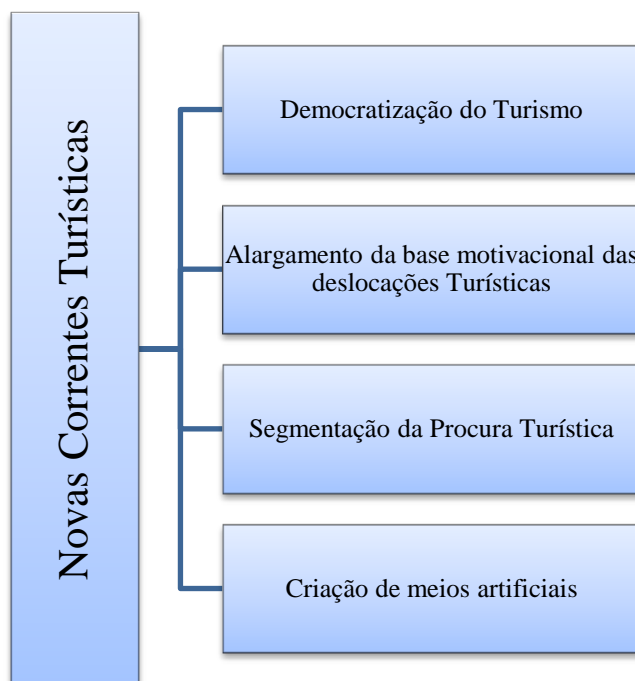 Novas Correntes Turísticas
Democratização do Turismo
Alargamento da base motivacional das
deslocações Turísticas
Segmentação da Procura Turística
Criação de meios artificiais